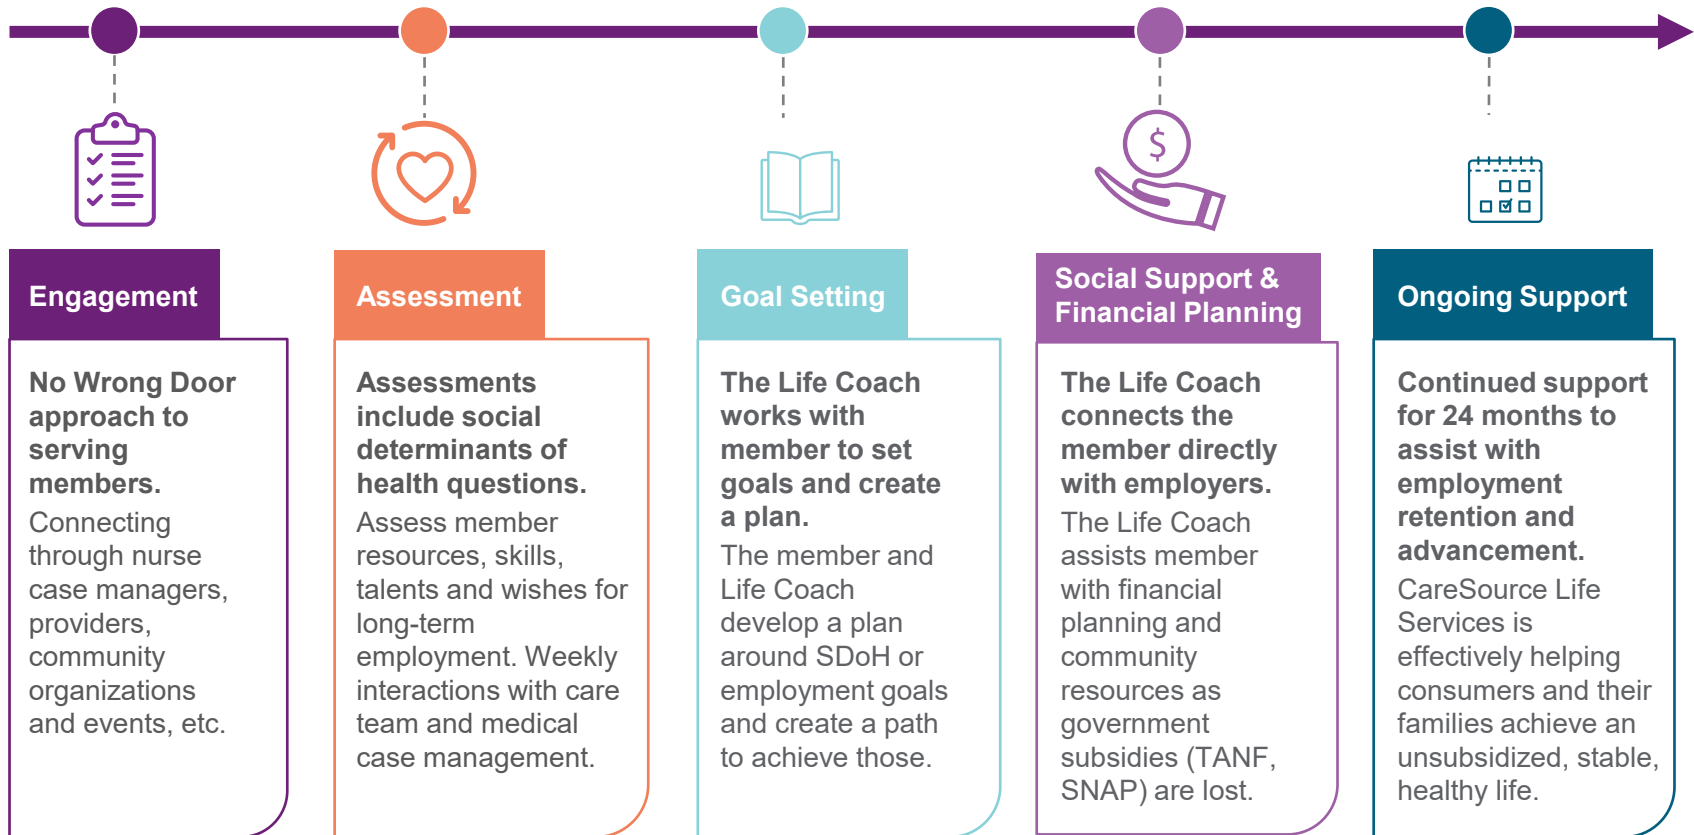 $
Engagement
No Wrong Door
approach to
serving
members.
Connecting
through nurse
case managers,
providers,
community
organizations
and events, etc.
Assessment
Assessments
include social
determinants of
health questions.
Assess member
resources, skills,
talents and wishes for
long-term
employment. Weekly
interactions with care
team and medical
case management.
Goal Setting
The Life Coach
works with
member to set
goals and create
a plan.
The member and
Life Coach
develop a plan
around SDoH or
employment goals
and create a path
to achieve those.
Social Support &
Financial Planning
The Life Coach
connects the
member directly
with employers.
The Life Coach
assists member
with financial
planning and
community
resources as
government
subsidies (TANF,
SNAP) are lost.
Ongoing Support
Continued support
for 24 months to
assist with
employment
retention and
advancement.
CareSource Life
Services is
effectively helping
consumers and their
families achieve an
unsubsidized, stable,
healthy life.